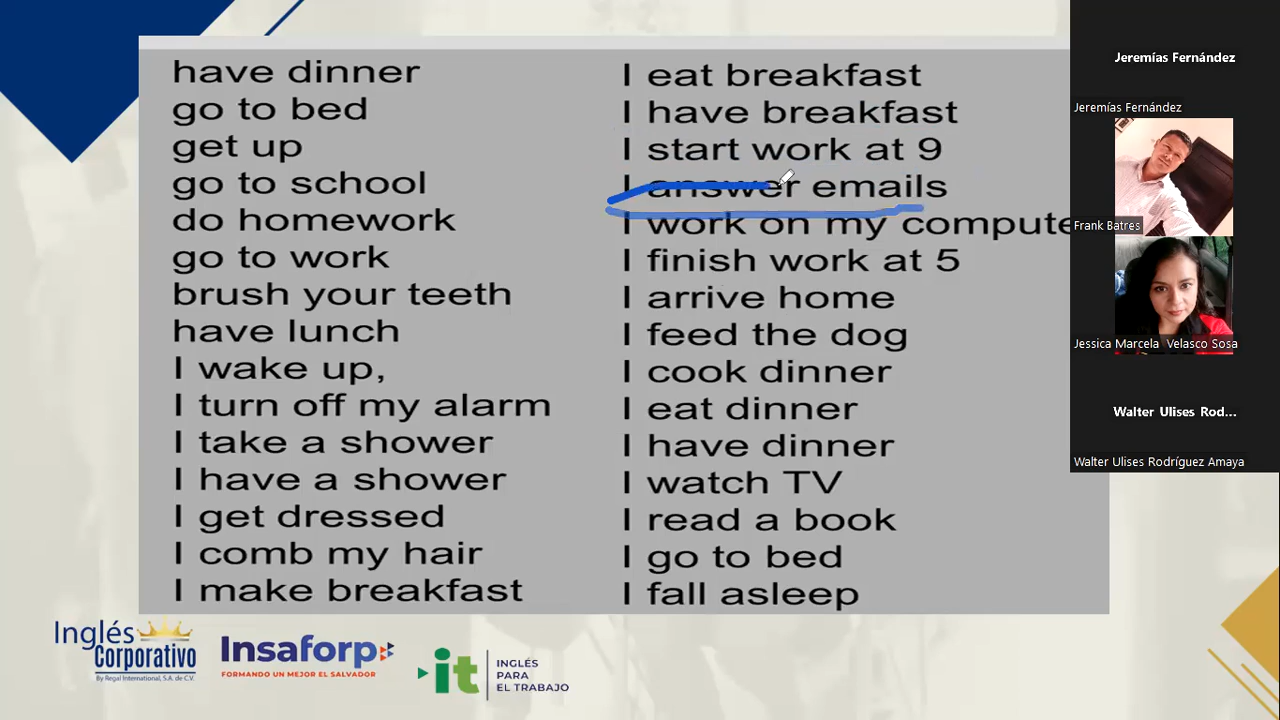 have dinner
go to bed
get up
go to school
do homework
go to work
brush your teeth
have lunch
I wake up,
I turn off my alarm
I take a shower
I have a shower
I get dressed
I comb my hair
I make breakfast
I eat breakfast
I have breakfast
I start work at 9
I answer emails
I work on my compute
I finish work at 5
I arrive home
I feed the dog
I cook dinner
I eat dinner
I have dinner
I watch TV
I read a book
I go to bed
I fall asleep
Jeremías Fernández
Jeremías Fernández
Frank Batres
Jessica Marcela Velasco Sosa
Walter Ulises Rod...
Walter Ulises Rodríguez Amaya
Inglés
Corporativo
By Regal International, S.A. de C.V.
Insaforp
FORMANDO UN MEJOR EL SALVADOR
it
INGLÉS
PARA
EL TRABAJO